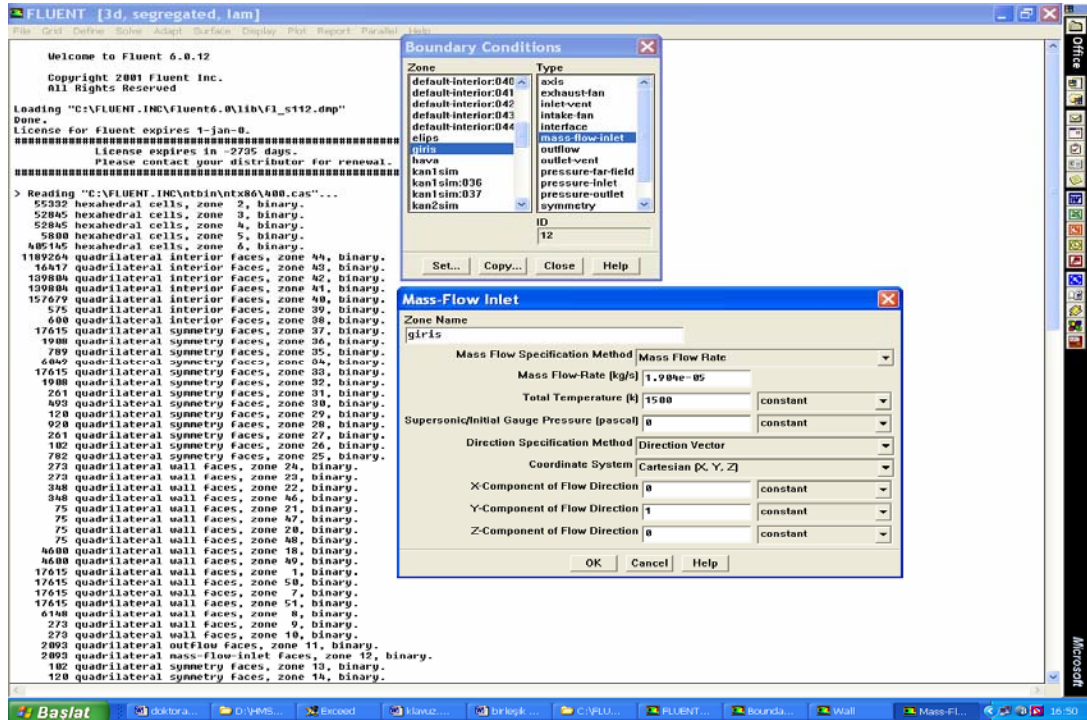 FLUENT [3d, segregated, lam]
File Grid Define Solve Adapt Surface Display Plot Report Parallel Help
Welcome to Fluent 6.0.12
Copyright 2001 Fluent Inc.
All Rights Reserved
Loading "C:\FLUENT.INC\fluent6.0\lib\fl_s112.dmp"
Done.
License for fluent expires 1-jan-0.
License expires in -2735 days.
Please contact your distributor for renewal.
> Reading "C:\FLUENT.INC\ntbin\ntx86\400.cas"...
55332 hexahedral cells, zone 2, binary.
52845 hexahedral cells, zone 3, binary.
52845 hexahedral cells, zone 4, binary.
5800 hexahedral cells, zone 5, binary.
405145 hexahedral cells, zone 6, binary.
1189264 quadrilateral interior faces, zone 44, binary.
16417 quadrilateral interior faces, zone 43, binary.
139804 quadrilateral interior faces, zone 42, binary.
139804 quadrilateral interior faces, zone 41, binary.
157679 quadrilateral interior faces, zone 40, binary.
575 quadrilateral interior faces, zone 39, binary.
600 quadrilateral interior faces, zone 38, binary.
17615 quadrilateral symmetry faces, zone 37, binary.
1908 quadrilateral symmetry faces, zone 36, binary.
789 quadrilateral symmetry faces, zone 35, binary.
6049 quadrilateral symmetry faces, zone 34, binary.
17615 quadrilateral symmetry faces, zone 33, binary.
1908 quadrilateral symmetry faces, zone 32, binary.
261 quadrilateral symmetry faces, zone 31, binary.
493 quadrilateral symmetry faces, zone 30, binary.
120 quadrilateral symmetry faces, zone 29, binary.
920 quadrilateral symmetry faces, zone 28, binary.
261 quadrilateral symmetry faces, zone 27, binary.
102 quadrilateral symmetry faces, zone 26, binary.
782 quadrilateral symmetry faces, zone 25, binary.
273 quadrilateral wall faces, zone 24, binary.
273 quadrilateral wall faces, zone 23, binary.
348 quadrilateral wall faces, zone 22, binary.
348 quadrilateral wall faces, zone 46, binary.
75 quadrilateral wall faces, zone 21, binary.
75 quadrilateral wall faces, zone 47, binary.
75 quadrilateral wall faces, zone 20, binary.
75 quadrilateral wall faces, zone 48, binary.
4600 quadrilateral wall faces, zone 18, binary.
4600 quadrilateral wall faces, zone 49, binary.
17615 quadrilateral wall faces, zone 1, binary.
17615 quadrilateral wall faces, zone 50, binary.
17615 quadrilateral wall faces, zone 7, binary.
17615 quadrilateral wall faces, zone 51, binary.
6148 quadrilateral wall faces, zone 8, binary.
273 quadrilateral wall faces, zone 9, binary.
273 quadrilateral wall faces, zone 10, binary.
2093 quadrilateral outflow faces, zone 11, binary.
2093 quadrilateral mass-flow-inlet faces, zone 12, binary.
102 quadrilateral symmetry faces, zone 13, binary.
120 quadrilateral symmetry faces, zone 14, binary.
Boundary Conditions
Zone
default-interior:040
default-interior:041
default-interior:042
default-interior:043
default-interior:044
elips
giris
hava
kan1sim
kan1sim:036
kan1sim:037
kan2sim
Type
axis
exhaust-fan
inlet-vent
intake-fan
interface
mass-flow-inlet
outflow
outlet-vent
pressure-far-field
pressure-inlet
pressure-outlet
symmetry
ID
12
Set... Copy... Close Help
Mass-Flow Inlet
Zone Name
giris
Mass Flow Specification Method Mass Flow Rate
Mass Flow-Rate (kg/s) 1.904e-05
Total Temperature (k) 1500 constant
Supersonic/Initial Gauge Pressure (pascal) 0 constant
Direction Specification Method Direction Vector
Coordinate System Cartesian (X, Y, Z)
X-Component of Flow Direction 0 constant
Y-Component of Flow Direction 1 constant
Z-Component of Flow Direction 0 constant
OK Cancel Help
Office
Microsoft
Başlat doktora... D:\HMS... Exceed klavuz... birleşik ... C:\FLU... FLUENT... Bounda... Wall Mass-Fl... 16:50